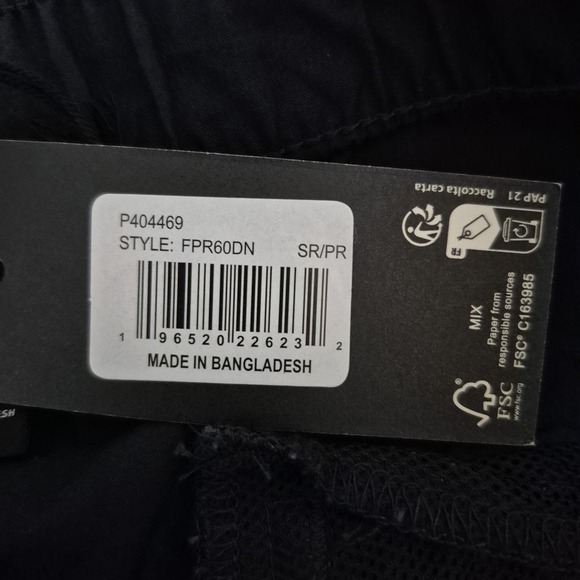 P404469
STYLE: FPR60DN SR/PR
1 96520 22623 2
MADE IN BANGLADESH
PAP 21 Raccolta carta
FR
MIX
Paper from
responsible sources
FSC® C163985
FSC
www.fsc.org
ESH